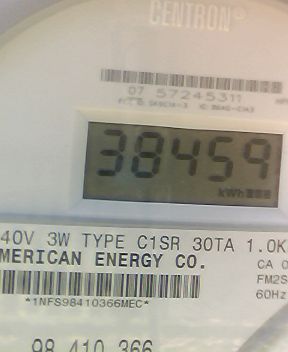 CENTRON®
07 57245311
38459
kWh
40V 3W TYPE C1SR 30TA 1.0K
MERICAN ENERGY CO.
CA 0
FM2S
*1NFS98410366MEC*
60Hz
98 410 366